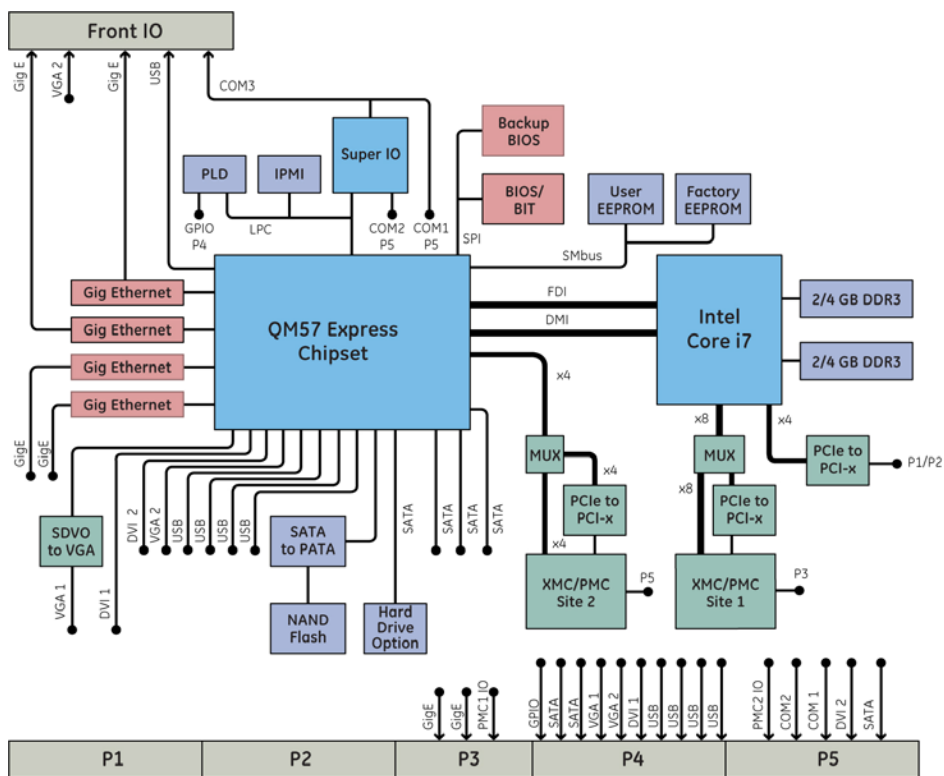 Front IO
Gig E
VGA 2
Gig E
USB
COM3
Backup
BIOS
Super IO
PLD
IPMI
BIOS/
BIT
User
EEPROM
Factory
EEPROM
GPIO
P4
LPC
COM2
P5
COM1
P5
SPI
SMbus
Gig Ethernet
Gig Ethernet
Gig Ethernet
Gig Ethernet
QM57 Express
Chipset
FDI
DMI
Intel
Core i7
2/4 GB DDR3
2/4 GB DDR3
x4
x8
x4
GigE
GigE
MUX
x4
MUX
PCIe to
PCI-x
P1/P2
SDVO
to VGA
DVI 2
VGA 2
USB
USB
USB
USB
SATA
to PATA
SATA
SATA
SATA
SATA
PCIe to
PCI-x
x4
x8
PCIe to
PCI-x
VGA 1
DVI 1
NAND
Flash
Hard
Drive
Option
XMC/PMC
Site 2
P5
XMC/PMC
Site 1
P3
GigE
GigE
PMC1 IO
GPIO
SATA
SATA
VGA 1
VGA 2
DVI 1
USB
USB
USB
USB
PMC2 IO
COM2
COM 1
DVI 2
SATA
P1
P2
P3
P4
P5